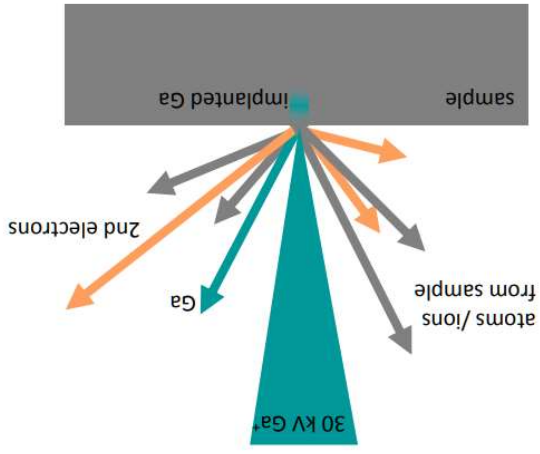 30 kV Ga⁺
atoms /ions
from sample
Ga
2nd electrons
sample
implanted Ga